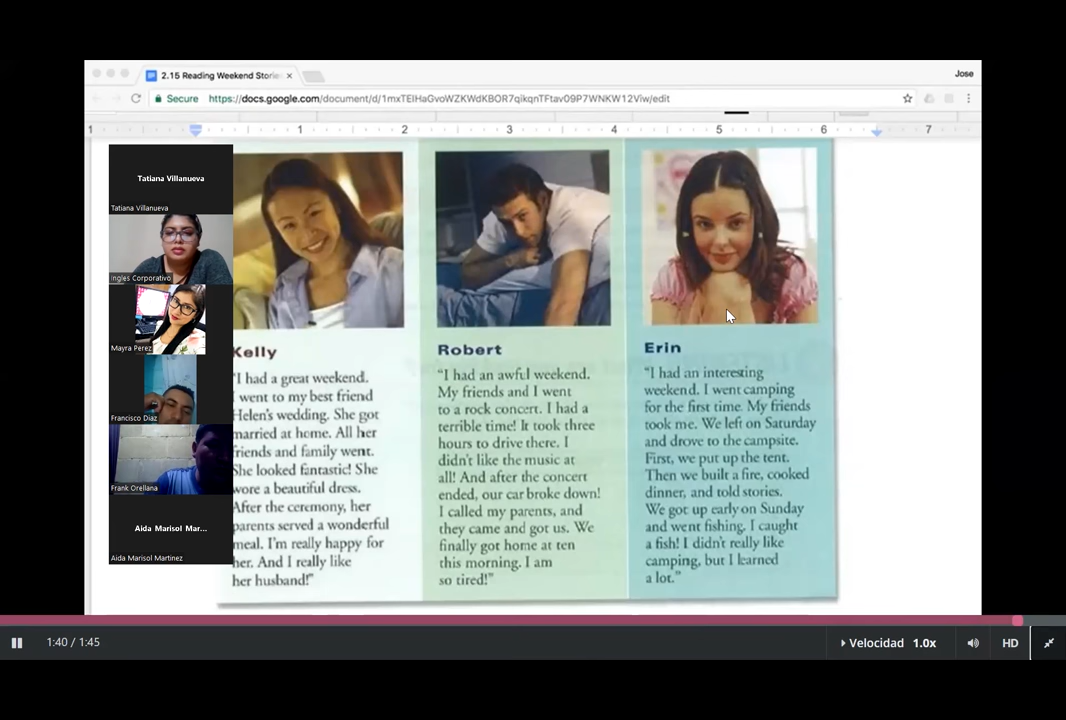 2.15 Reading Weekend Storie
Jose
Secure https://docs.google.com/document/d/1mxTEIHaGvoWZKWdKBOR7qikqnTFtav09P7WNKW12Viw/edit
1 1 2 3 4 5 6 7
Tatiana Villanueva
Tatiana Villanueva
Ingles Corporativo
Mayra Perez
Francisco Diaz
Frank Orellana
Aida Marisol Mar...
Aida Marisol Martinez
Kelly
"I had a great weekend.
I went to my best friend
Helen's wedding. She got
married at home. All her
friends and family went.
She looked fantastic! She
wore a beautiful dress.
After the ceremony, her
parents served a wonderful
meal. I'm really happy for
her. And I really like
her husband!"
Robert
"I had an awful weekend.
My friends and I went
to a rock concert. I had a
terrible time! It took three
hours to drive there. I
didn't like the music at
all! And after the concert
ended, our car broke down!
I called my parents, and
they came and got us. We
finally got home at ten
this morning. I am
so tired!"
Erin
"I had an interesting
weekend. I went camping
for the first time. My friends
took me. We left on Saturday
and drove to the campsite.
First, we put up the tent.
Then we built a fire, cooked
dinner, and told stories.
We got up early on Sunday
and went fishing. I caught
a fish! I didn't really like
camping, but I learned
a lot."
1:40 / 1:45
Velocidad 1.0x
HD